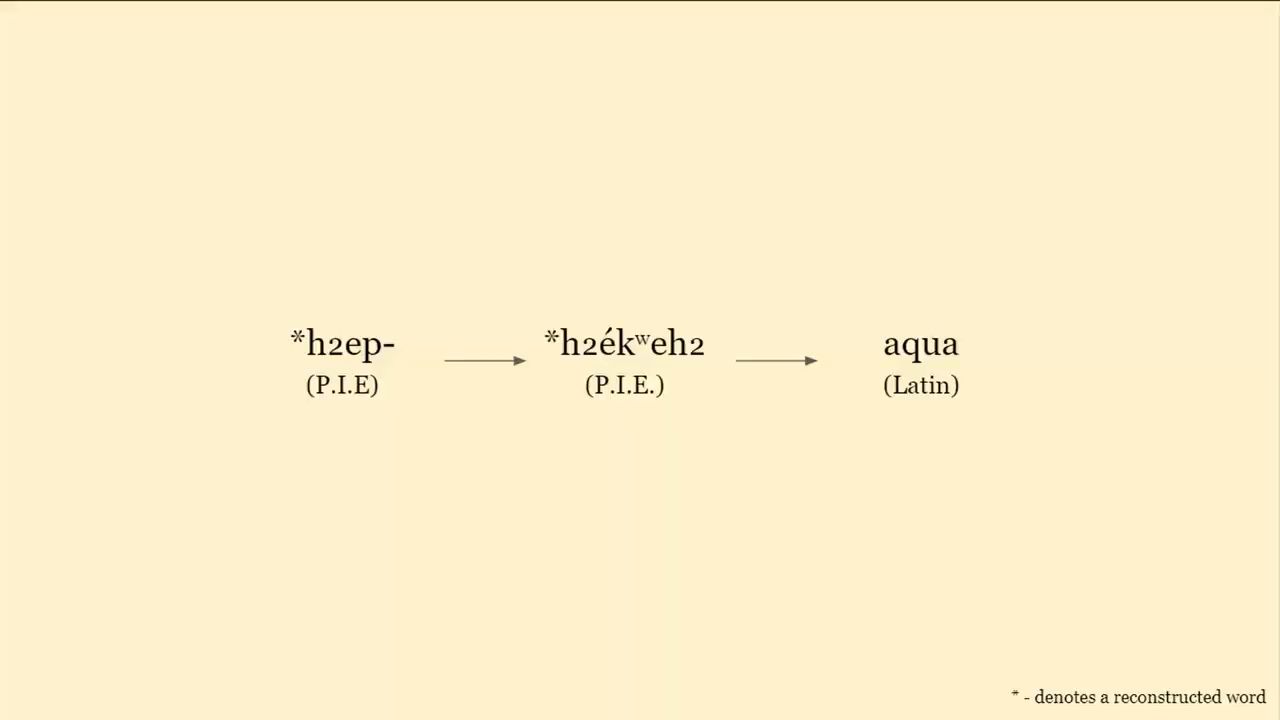 *h2ep- *h2ékʷeh2 aqua
(P.I.E) (P.I.E.) (Latin)
* - denotes a reconstructed word